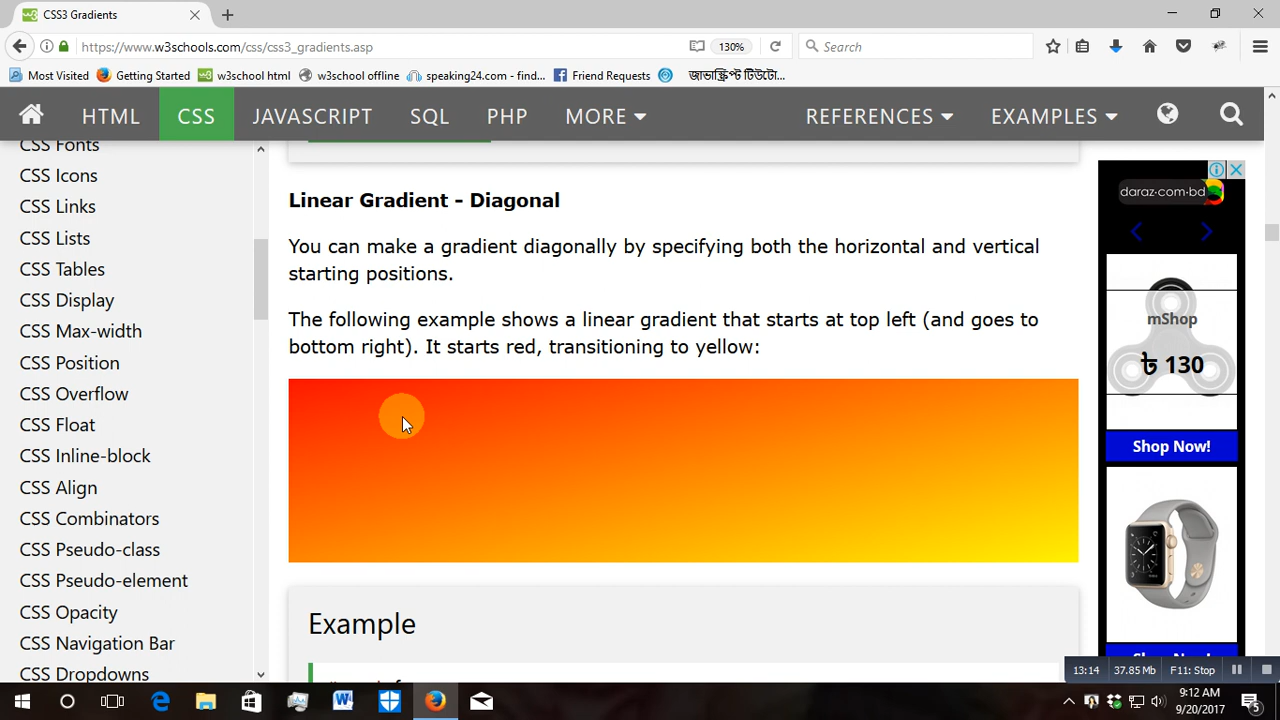 CSS3 Gradients
https://www.w3schools.com/css/css3_gradients.asp
130%
Search
Most Visited
Getting Started
w3school html
w3school offline
speaking24.com - find...
Friend Requests
জাভাস্ক্রিপ্ট টিউটো...
HTML
CSS
JAVASCRIPT
SQL
PHP
MORE
REFERENCES
EXAMPLES
CSS Fonts
CSS Icons
CSS Links
CSS Lists
CSS Tables
CSS Display
CSS Max-width
CSS Position
CSS Overflow
CSS Float
CSS Inline-block
CSS Align
CSS Combinators
CSS Pseudo-class
CSS Pseudo-element
CSS Opacity
CSS Navigation Bar
CSS Dropdowns
Linear Gradient - Diagonal
You can make a gradient diagonally by specifying both the horizontal and vertical
starting positions.
The following example shows a linear gradient that starts at top left (and goes to
bottom right). It starts red, transitioning to yellow:
Example
daraz.com.bd
mShop
৳ 130
Shop Now!
Shop Now!
13:14
37.85 Mb
F11: Stop
9:12 AM
9/20/2017
5